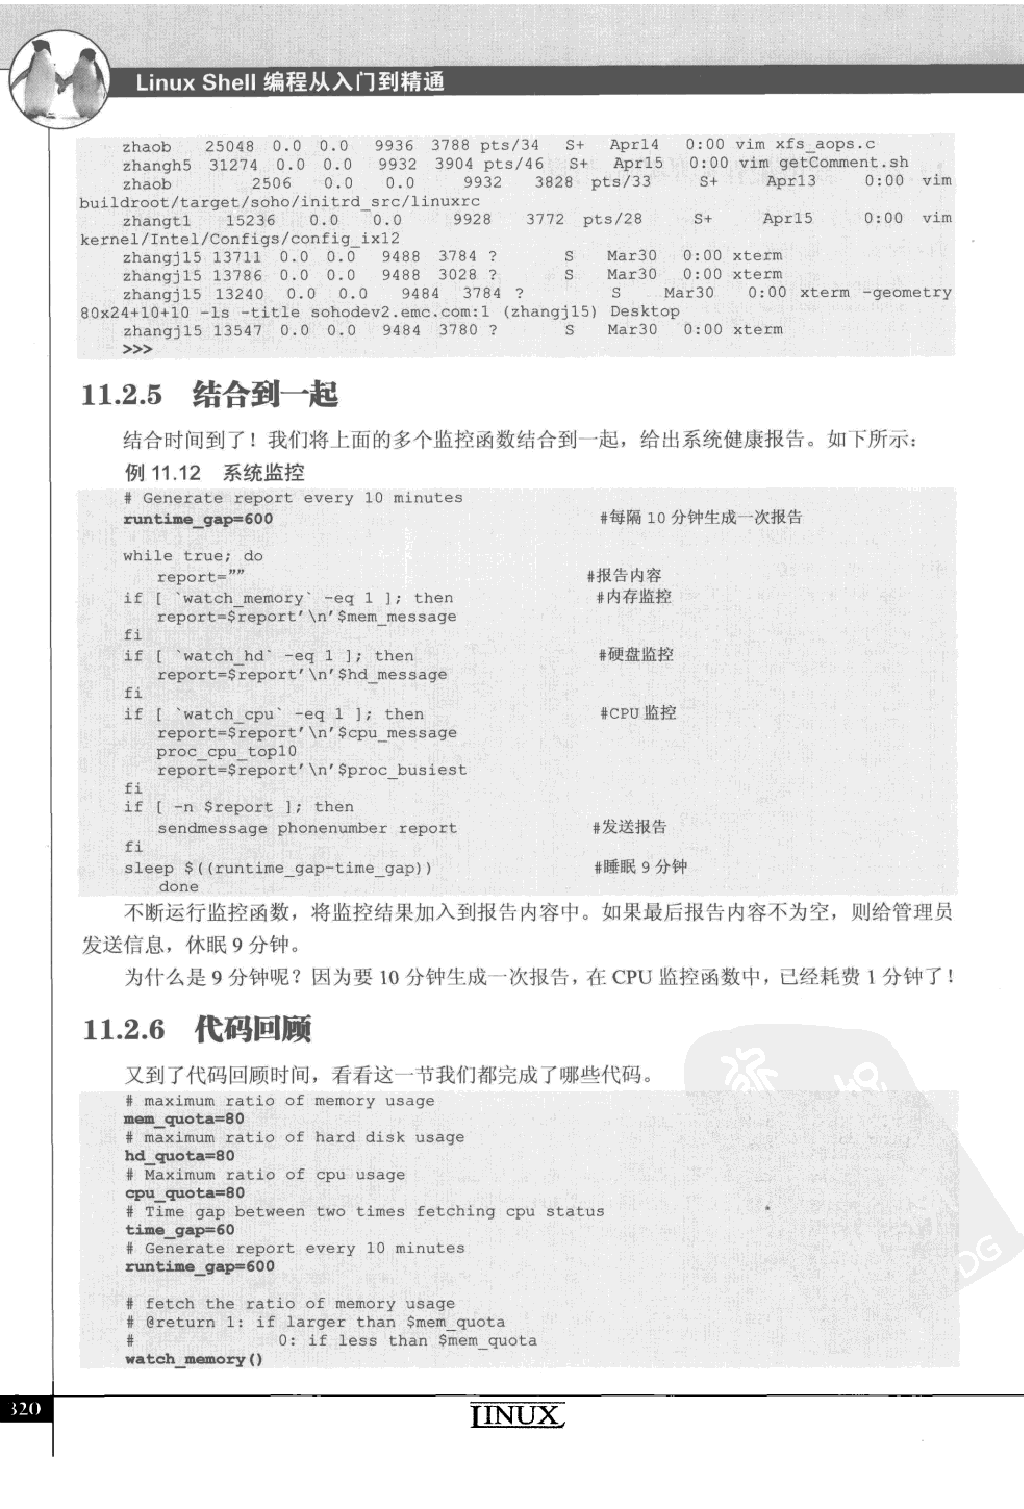 Linux Shell 编程从入门到精通
zhaob 25048 0.0 0.0 9936 3788 pts/34 S+ Apr14 0:00 vim xfs_aops.c
zhangh5 31274 0.0 0.0 9932 3904 pts/46 S+ Apr15 0:00 vim getComment.sh
zhaob 2506 0.0 0.0 9932 3828 pts/33 S+ Apr13 0:00 vim
buildroot/target/soho/initrd_src/linuxrc
zhangt1 15236 0.0 0.0 9928 3772 pts/28 S+ Apr15 0:00 vim
kernel/Intel/Configs/config_ix12
zhangj15 13711 0.0 0.0 9488 3784 ? S Mar30 0:00 xterm
zhangj15 13786 0.0 0.0 9488 3028 ? S Mar30 0:00 xterm
zhangj15 13240 0.0 0.0 9484 3784 ? S Mar30 0:00 xterm -geometry
80x24+10+10 -ls -title sohodev2.emc.com:1 (zhangj15) Desktop
zhangj15 13547 0.0 0.0 9484 3780 ? S Mar30 0:00 xterm
>>>
11.2.5 结合到一起
结合时间到了！我们将上面的多个监控函数结合到一起，给出系统健康报告。如下所示：
例 11.12 系统监控
# Generate report every 10 minutes
runtime_gap=600 #每隔 10 分钟生成一次报告
while true; do
report="" #报告内容
if [ `watch_memory` -eq 1 ]; then #内存监控
report=$report'\n'$mem_message
fi
if [ `watch_hd` -eq 1 ]; then #硬盘监控
report=$report'\n'$hd_message
fi
if [ `watch_cpu` -eq 1 ]; then #CPU 监控
report=$report'\n'$cpu_message
proc_cpu_top10
report=$report'\n'$proc_busiest
fi
if [ -n $report ]; then
sendmessage phonenumber report #发送报告
fi
sleep $((runtime_gap-time_gap)) #睡眠 9 分钟
done
不断运行监控函数，将监控结果加入到报告内容中。如果最后报告内容不为空，则给管理员
发送信息，休眠 9 分钟。
为什么是 9 分钟呢？因为要 10 分钟生成一次报告，在 CPU 监控函数中，已经耗费 1 分钟了！
11.2.6 代码回顾
又到了代码回顾时间，看看这一节我们都完成了哪些代码。
# maximum ratio of memory usage
mem_quota=80
# maximum ratio of hard disk usage
hd_quota=80
# Maximum ratio of cpu usage
cpu_quota=80
# Time gap between two times fetching cpu status
time_gap=60
# Generate report every 10 minutes
runtime_gap=600
# fetch the ratio of memory usage
# @return 1: if larger than $mem_quota
# 0: if less than $mem_quota
watch_memory()
320
LINUX